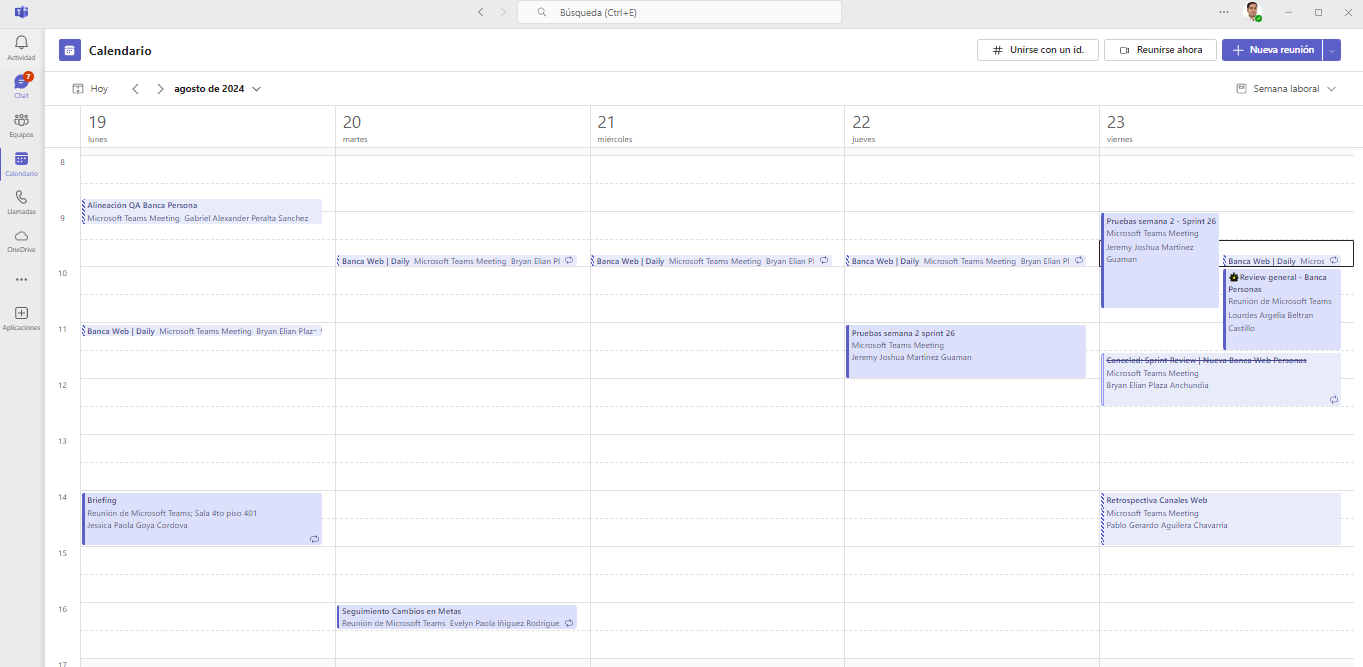 Búsqueda (Ctrl+E)
Actividad
7
Chat
Equipos
Calendario
Llamadas
OneDrive
Aplicaciones
Calendario
Unirse con un id.
Reunirse ahora
Nueva reunión
Hoy
agosto de 2024
Semana laboral
19
lunes
20
martes
21
miércoles
22
jueves
23
viernes
8
9
10
11
12
13
14
15
16
17
Alineación QA Banca Persona
Microsoft Teams Meeting Gabriel Alexander Peralta Sanchez
Banca Web | Daily Microsoft Teams Meeting Bryan Elian Plaz
Briefing
Reunión de Microsoft Teams; Sala 4to piso 401
Jessica Paola Goya Cordova
Banca Web | Daily Microsoft Teams Meeting Bryan Elian Pl
Seguimiento Cambios en Metas
Reunión de Microsoft Teams Evelyn Paola Iñiguez Rodrigue
Banca Web | Daily Microsoft Teams Meeting Bryan Elian P
Banca Web | Daily Microsoft Teams Meeting Bryan Elian Pl
Pruebas semana 2 sprint 26
Microsoft Teams Meeting
Jeremy Joshua Martinez Guaman
Pruebas semana 2 - Sprint 26
Microsoft Teams Meeting
Jeremy Joshua Martinez
Guaman
Banca Web | Daily Micros
Review general - Banca
Personas
Reunión de Microsoft Teams
Lourdes Argelia Beltran
Castillo
Canceled: Sprint Review | Nueva Banca Web Personas
Microsoft Teams Meeting
Bryan Elian Plaza Anchundia
Retrospectiva Canales Web
Microsoft Teams Meeting
Pablo Gerardo Aguilera Chavarria